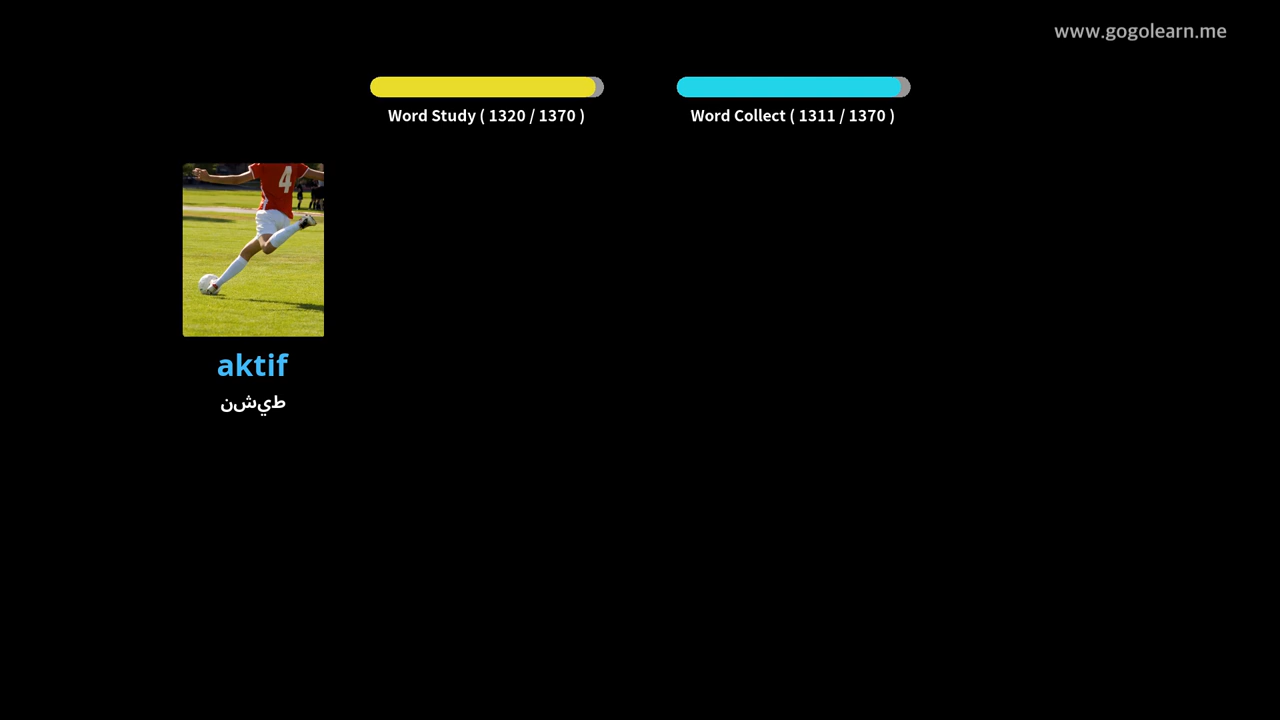 www.gogolearn.me
Word Study ( 1320 / 1370 )
Word Collect ( 1311 / 1370 )
4
aktif
طيشن